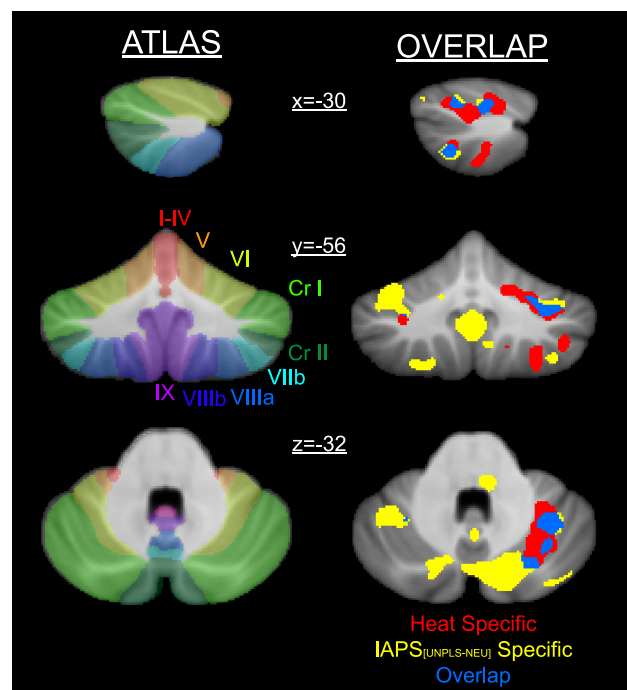 ATLAS
OVERLAP
x=-30
y=-56
I-IV
V
VI
Cr I
Cr II
VIIb
VIIIa
VIIIb
IX
z=-32
Heat Specific
IAPS[UNPLS-NEU] Specific
Overlap